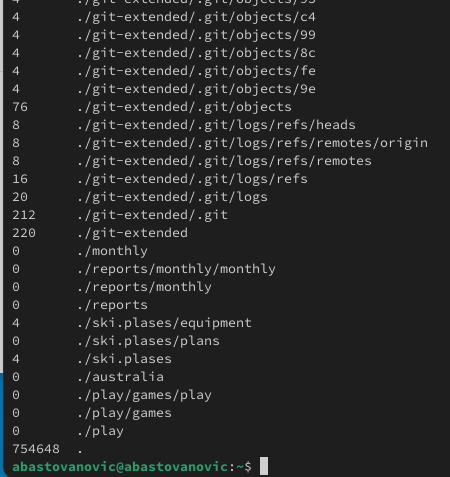 4 ./git-extended/.git/objects/93
4 ./git-extended/.git/objects/c4
4 ./git-extended/.git/objects/99
4 ./git-extended/.git/objects/8c
4 ./git-extended/.git/objects/fe
4 ./git-extended/.git/objects/9e
76 ./git-extended/.git/objects
8 ./git-extended/.git/logs/refs/heads
8 ./git-extended/.git/logs/refs/remotes/origin
8 ./git-extended/.git/logs/refs/remotes
16 ./git-extended/.git/logs/refs
20 ./git-extended/.git/logs
212 ./git-extended/.git
220 ./git-extended
0 ./monthly
0 ./reports/monthly/monthly
0 ./reports/monthly
0 ./reports
4 ./ski.plases/equipment
0 ./ski.plases/plans
4 ./ski.plases
0 ./australia
0 ./play/games/play
0 ./play/games
0 ./play
754648 .
abastovanovic@abastovanovic:~$